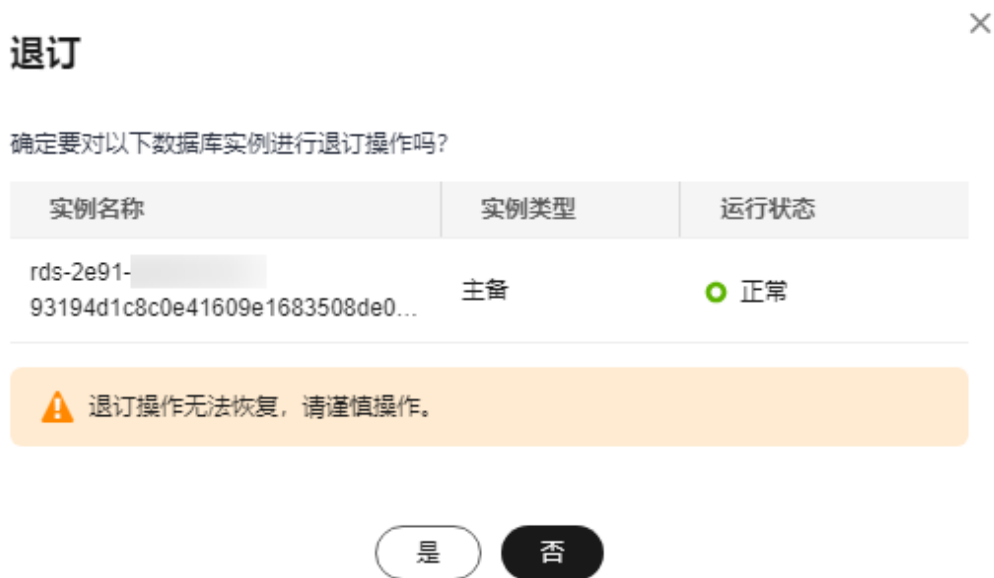 退订
确定要对以下数据库实例进行退订操作吗?
实例名称 实例类型 运行状态
rds-2e91-
93194d1c8c0e41609e1683508de0...
主备
正常
退订操作无法恢复，请谨慎操作。
是 否